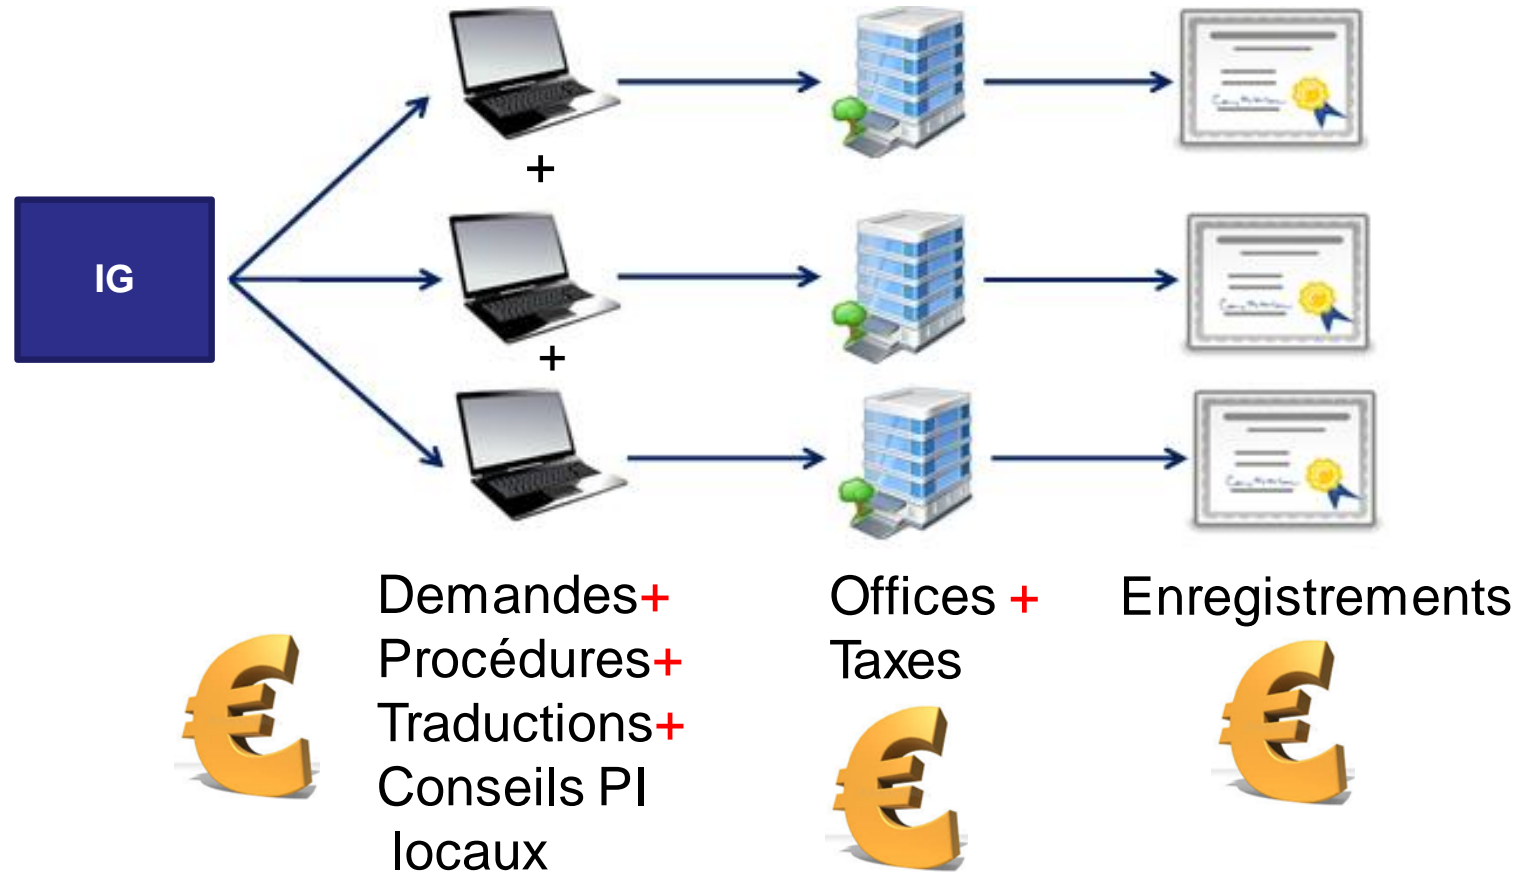 +
IG
+
Demandes+
Procédures+
Traductions+
Conseils PI
locaux
Offices +
Taxes
Enregistrements